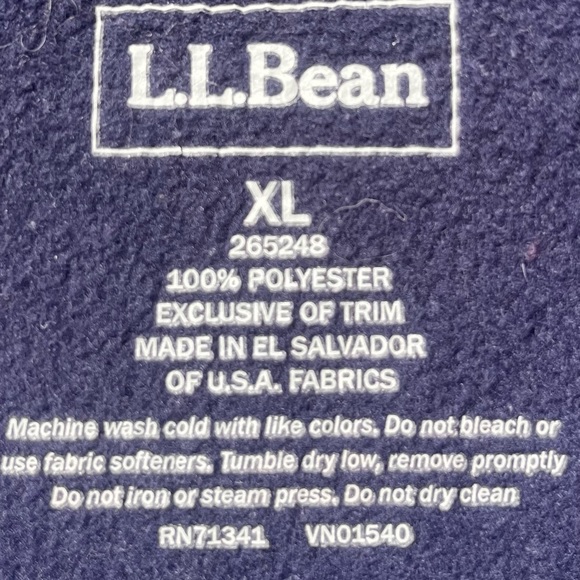 L.L.Bean
XL
265248
100% POLYESTER
EXCLUSIVE OF TRIM
MADE IN EL SALVADOR
OF U.S.A. FABRICS
Machine wash cold with like colors. Do not bleach or
use fabric softeners. Tumble dry low, remove promptly
Do not iron or steam press. Do not dry clean
RN71341 VN01540